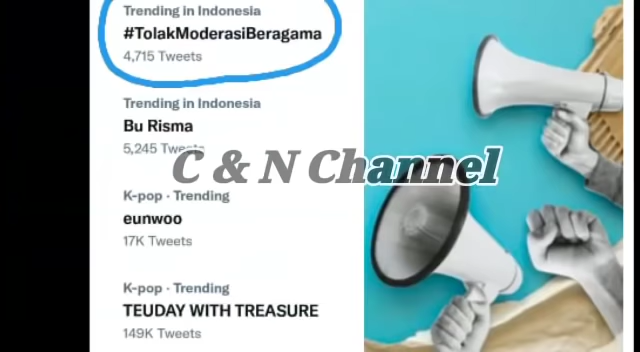 Trending in Indonesia
#TolakModerasiBeragama
4,715 Tweets
Trending in Indonesia
Bu Risma
5,245 Tweets
C & N Channel
K-pop · Trending
eunwoo
17K Tweets
K-pop · Trending
TEUDAY WITH TREASURE
149K Tweets